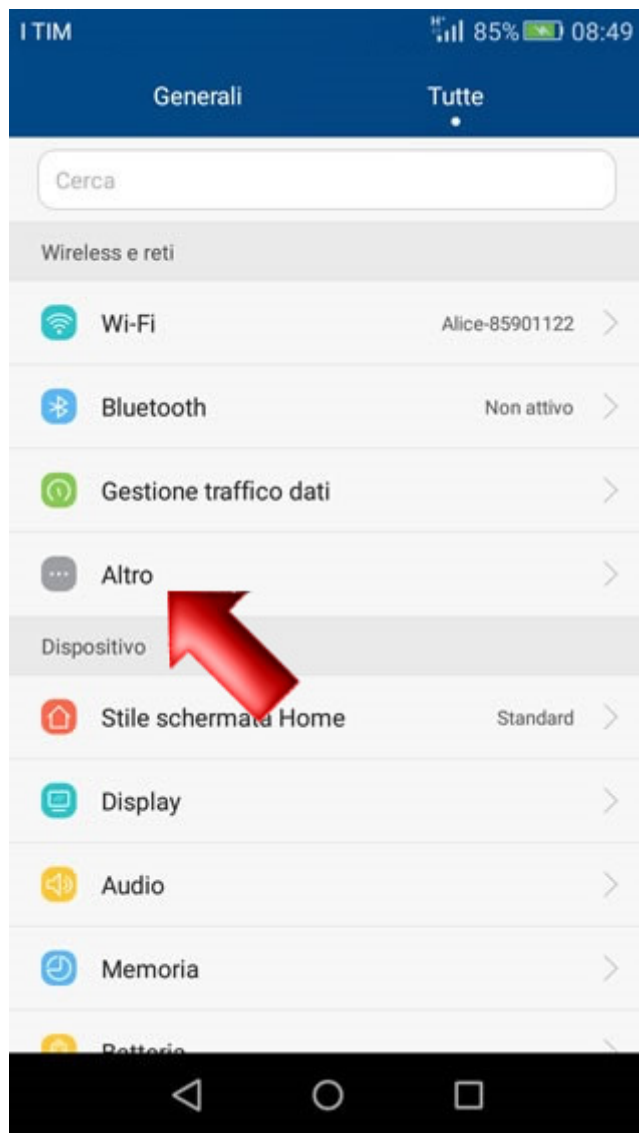 I TIM 85% 08:49
Generali Tutte
Cerca
Wireless e reti
Wi-Fi Alice-85901122
Bluetooth Non attivo
Gestione traffico dati
Altro
Dispositivo
Stile schermata Home Standard
Display
Audio
Memoria
Batteria